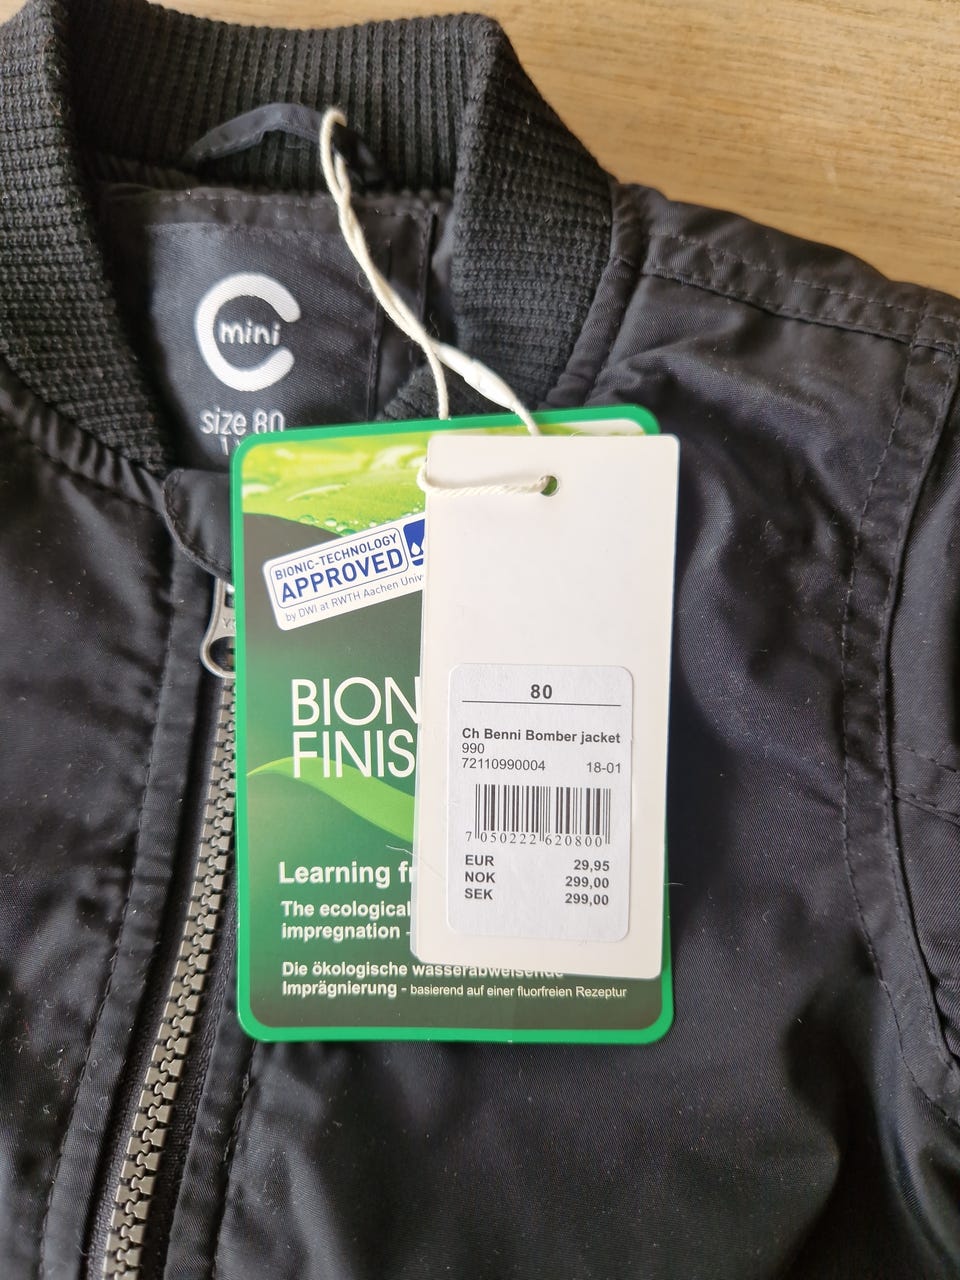 mini
size 80
BIONIC-TECHNOLOGY
APPROVED
by DWI at RWTH Aachen
BION
FINIS
Learning
The ecological
impregnation -
Die ökologische wasserabweisende
Imprägnierung - basierend auf einer fluorfreien Rezeptur
80
Ch Benni Bomber jacket
990
72110990004 18-01
7 050222 620800
EUR 29,95
NOK 299,00
SEK 299,00